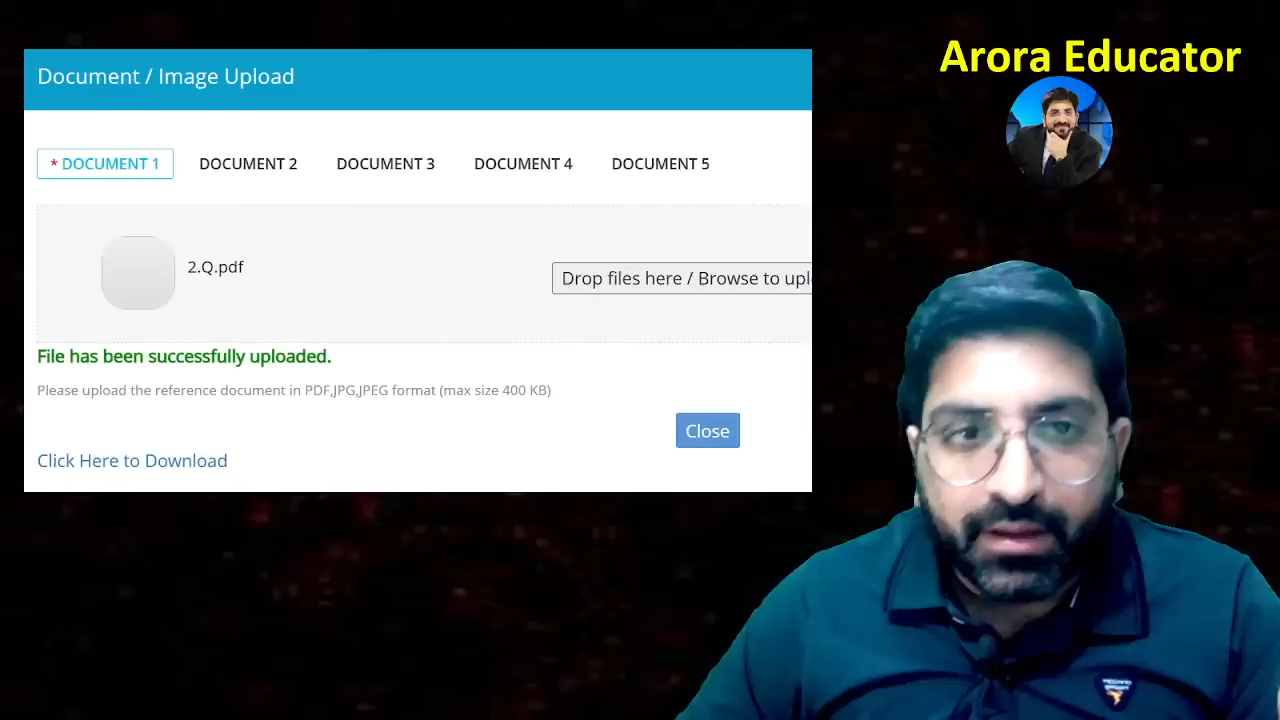 Arora Educator
Document / Image Upload
* DOCUMENT 1 DOCUMENT 2 DOCUMENT 3 DOCUMENT 4 DOCUMENT 5
2.Q.pdf
Drop files here / Browse to upl
File has been successfully uploaded.
Please upload the reference document in PDF,JPG,JPEG format (max size 400 KB)
Close
Click Here to Download